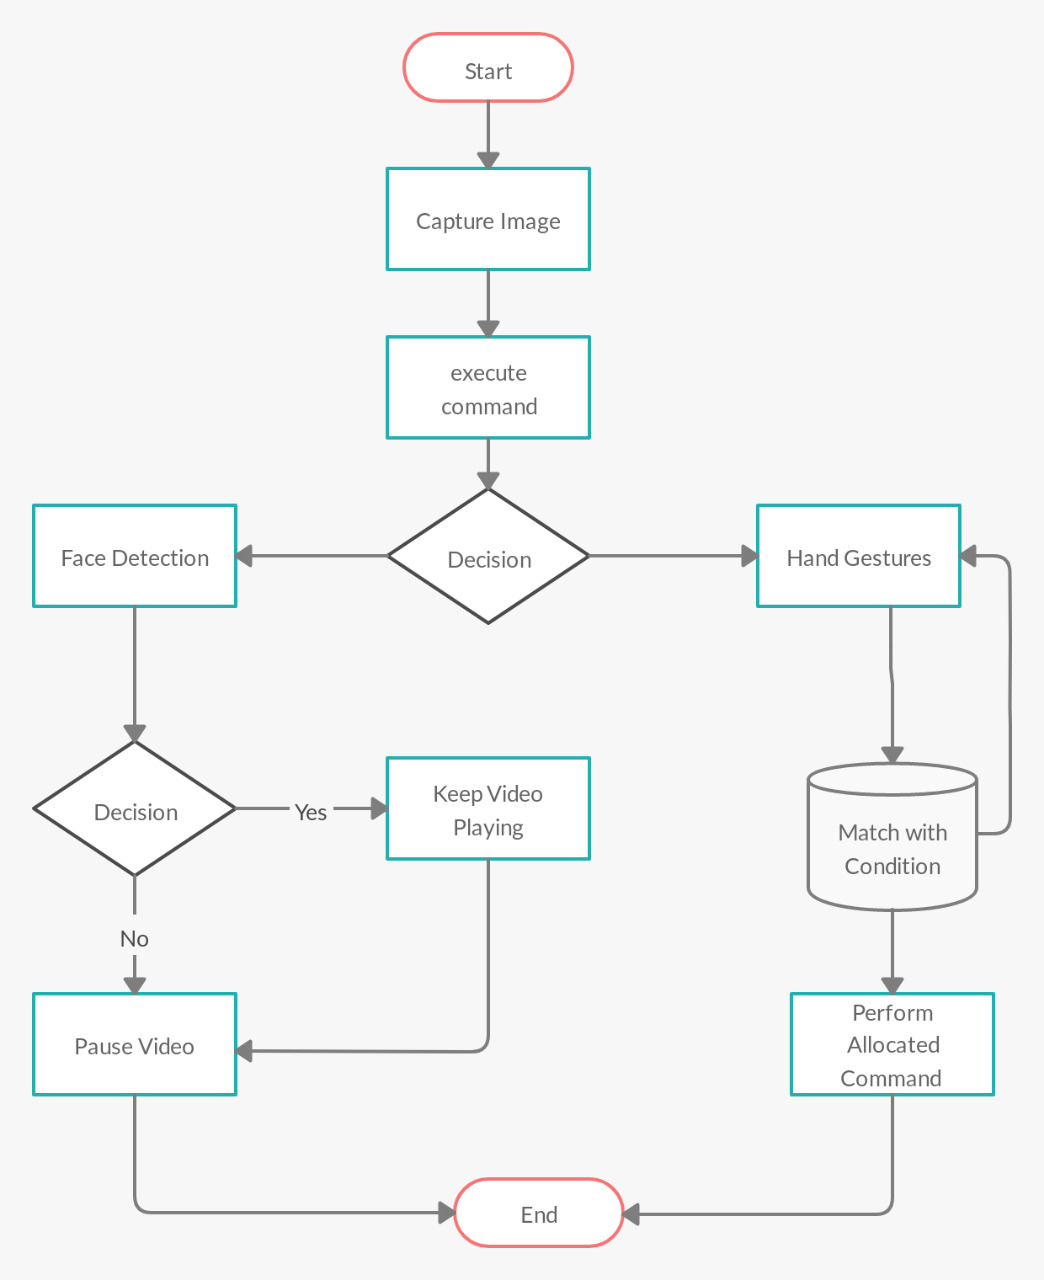 Start
Capture Image
execute
command
Face Detection
Decision
Hand Gestures
Decision
Yes
Keep Video
Playing
Match with
Condition
No
Pause Video
Perform
Allocated
Command
End